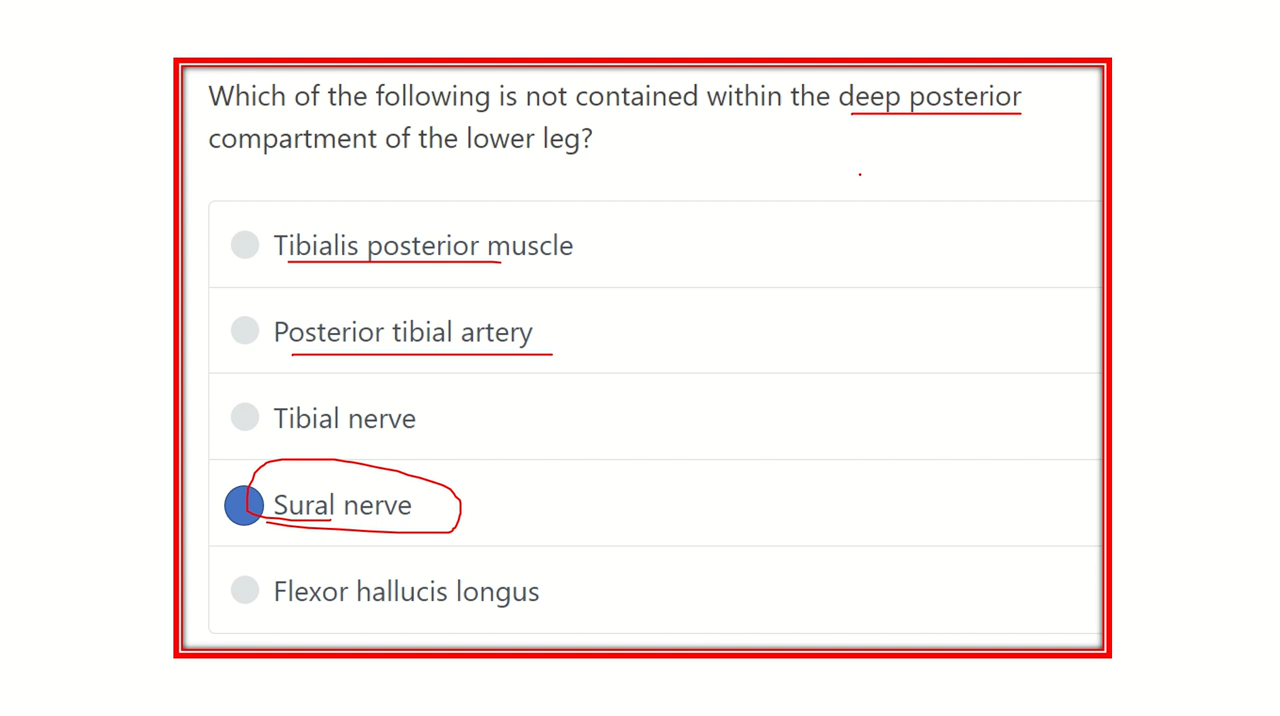 Which of the following is not contained within the deep posterior
compartment of the lower leg?
Tibialis posterior muscle
Posterior tibial artery
Tibial nerve
Sural nerve
Flexor hallucis longus